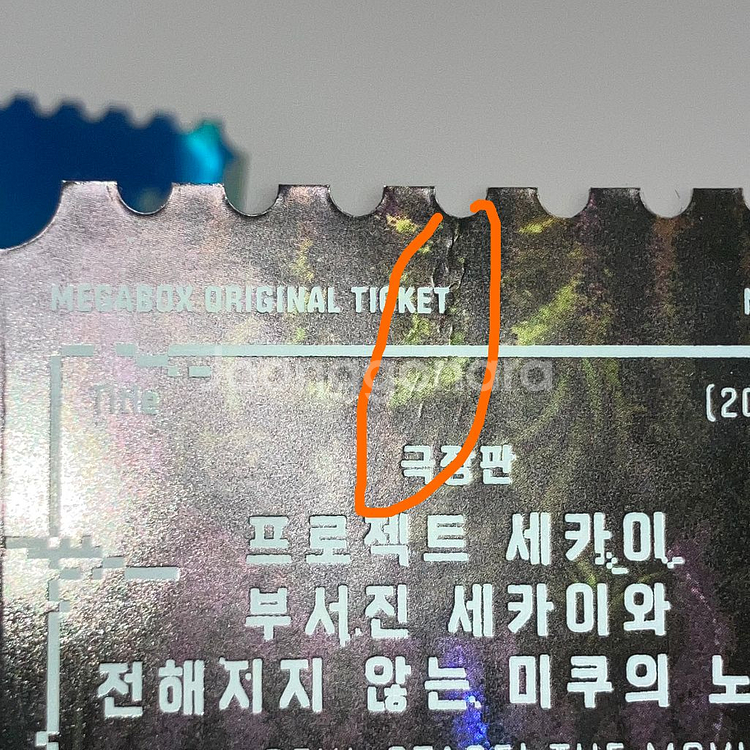 MEGABOX ORIGINAL TICKET
Title
(20
극장판
프로젝트 세카이
부서진 세카이와
전해지지 않는 미쿠의 노